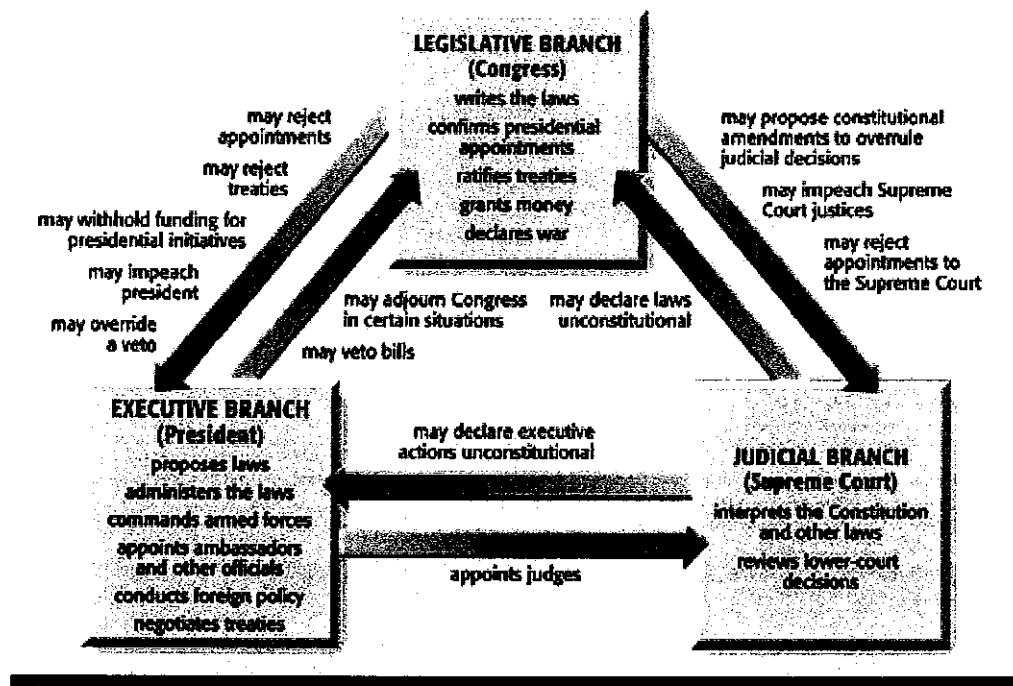 LEGISLATIVE BRANCH
(Congress)
writes the laws
confirms presidential
appointments
ratifies treaties
grants money
declares war
may reject
appointments
may reject
treaties
may withhold funding for
presidential initiatives
may impeach
president
may override
a veto
may propose constitutional
amendments to overrule
judicial decisions
may impeach Supreme
Court justices
may reject
appointments to
the Supreme Court
may adjourn Congress
in certain situations
may veto bills
may declare laws
unconstitutional
EXECUTIVE BRANCH
(President)
proposes laws
administers the laws
commands armed forces
appoints ambassadors
and other officials
conducts foreign policy
negotiates treaties
may declare executive
actions unconstitutional
appoints judges
JUDICIAL BRANCH
(Supreme Court)
interprets the Constitution
and other laws
reviews lower-court
decisions